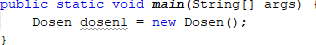 public static void main(String[] args) {
Dosen dosen1 = new Dosen();
}